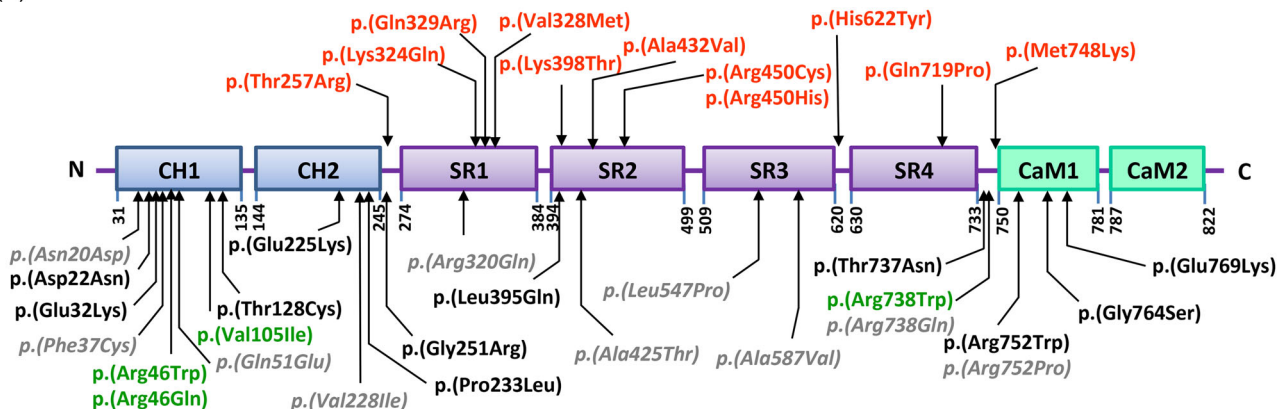 p.(Gln329Arg) p.(Val328Met) p.(His622Tyr)
p.(Lys324Gln) p.(Lys398Thr) p.(Ala432Val) p.(Met748Lys)
p.(Thr257Arg) p.(Arg450Cys) p.(Gln719Pro)
p.(Arg450His)
N CH1 CH2 SR1 SR2 SR3 SR4 CaM1 CaM2 C
31 135 144 245 274 384 394 499 509 620 630 733 750 781 787 822
p.(Asn20Asp) p.(Glu225Lys) p.(Arg320Gln)
p.(Asp22Asn) p.(Thr737Asn) p.(Glu769Lys)
p.(Glu32Lys) p.(Thr128Cys) p.(Leu395Gln) p.(Leu547Pro) p.(Arg738Trp) p.(Gly764Ser)
p.(Phe37Cys) p.(Val105Ile) p.(Gly251Arg) p.(Ala425Thr) p.(Ala587Val) p.(Arg738Gln) p.(Arg752Trp)
p.(Gln51Glu) p.(Arg752Pro)
p.(Arg46Trp) p.(Pro233Leu)
p.(Arg46Gln) p.(Val228Ile)